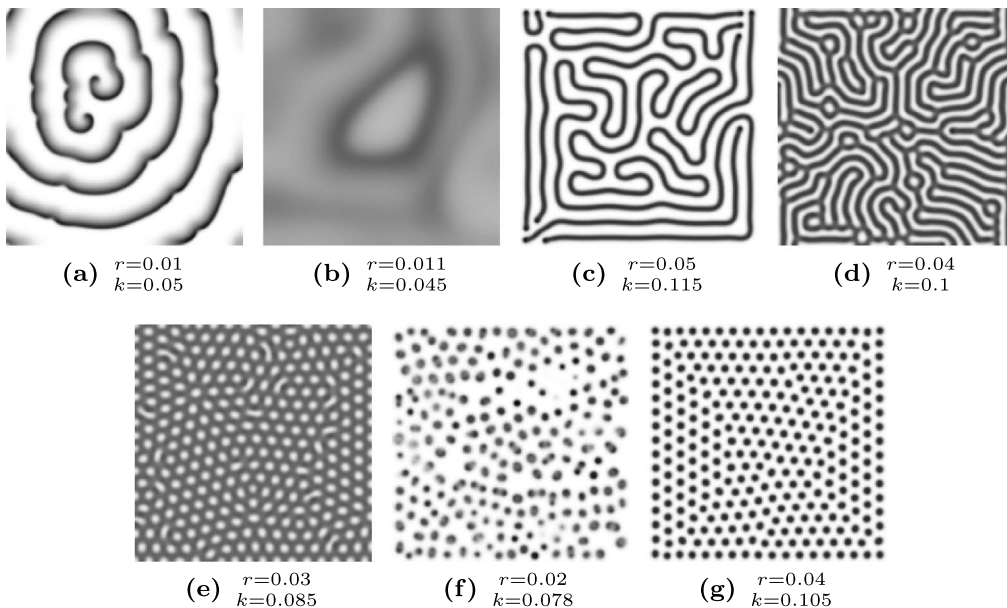 (a) r=0.01 k=0.05
(b) r=0.011 k=0.045
(c) r=0.05 k=0.115
(d) r=0.04 k=0.1
(e) r=0.03 k=0.085
(f) r=0.02 k=0.078
(g) r=0.04 k=0.105